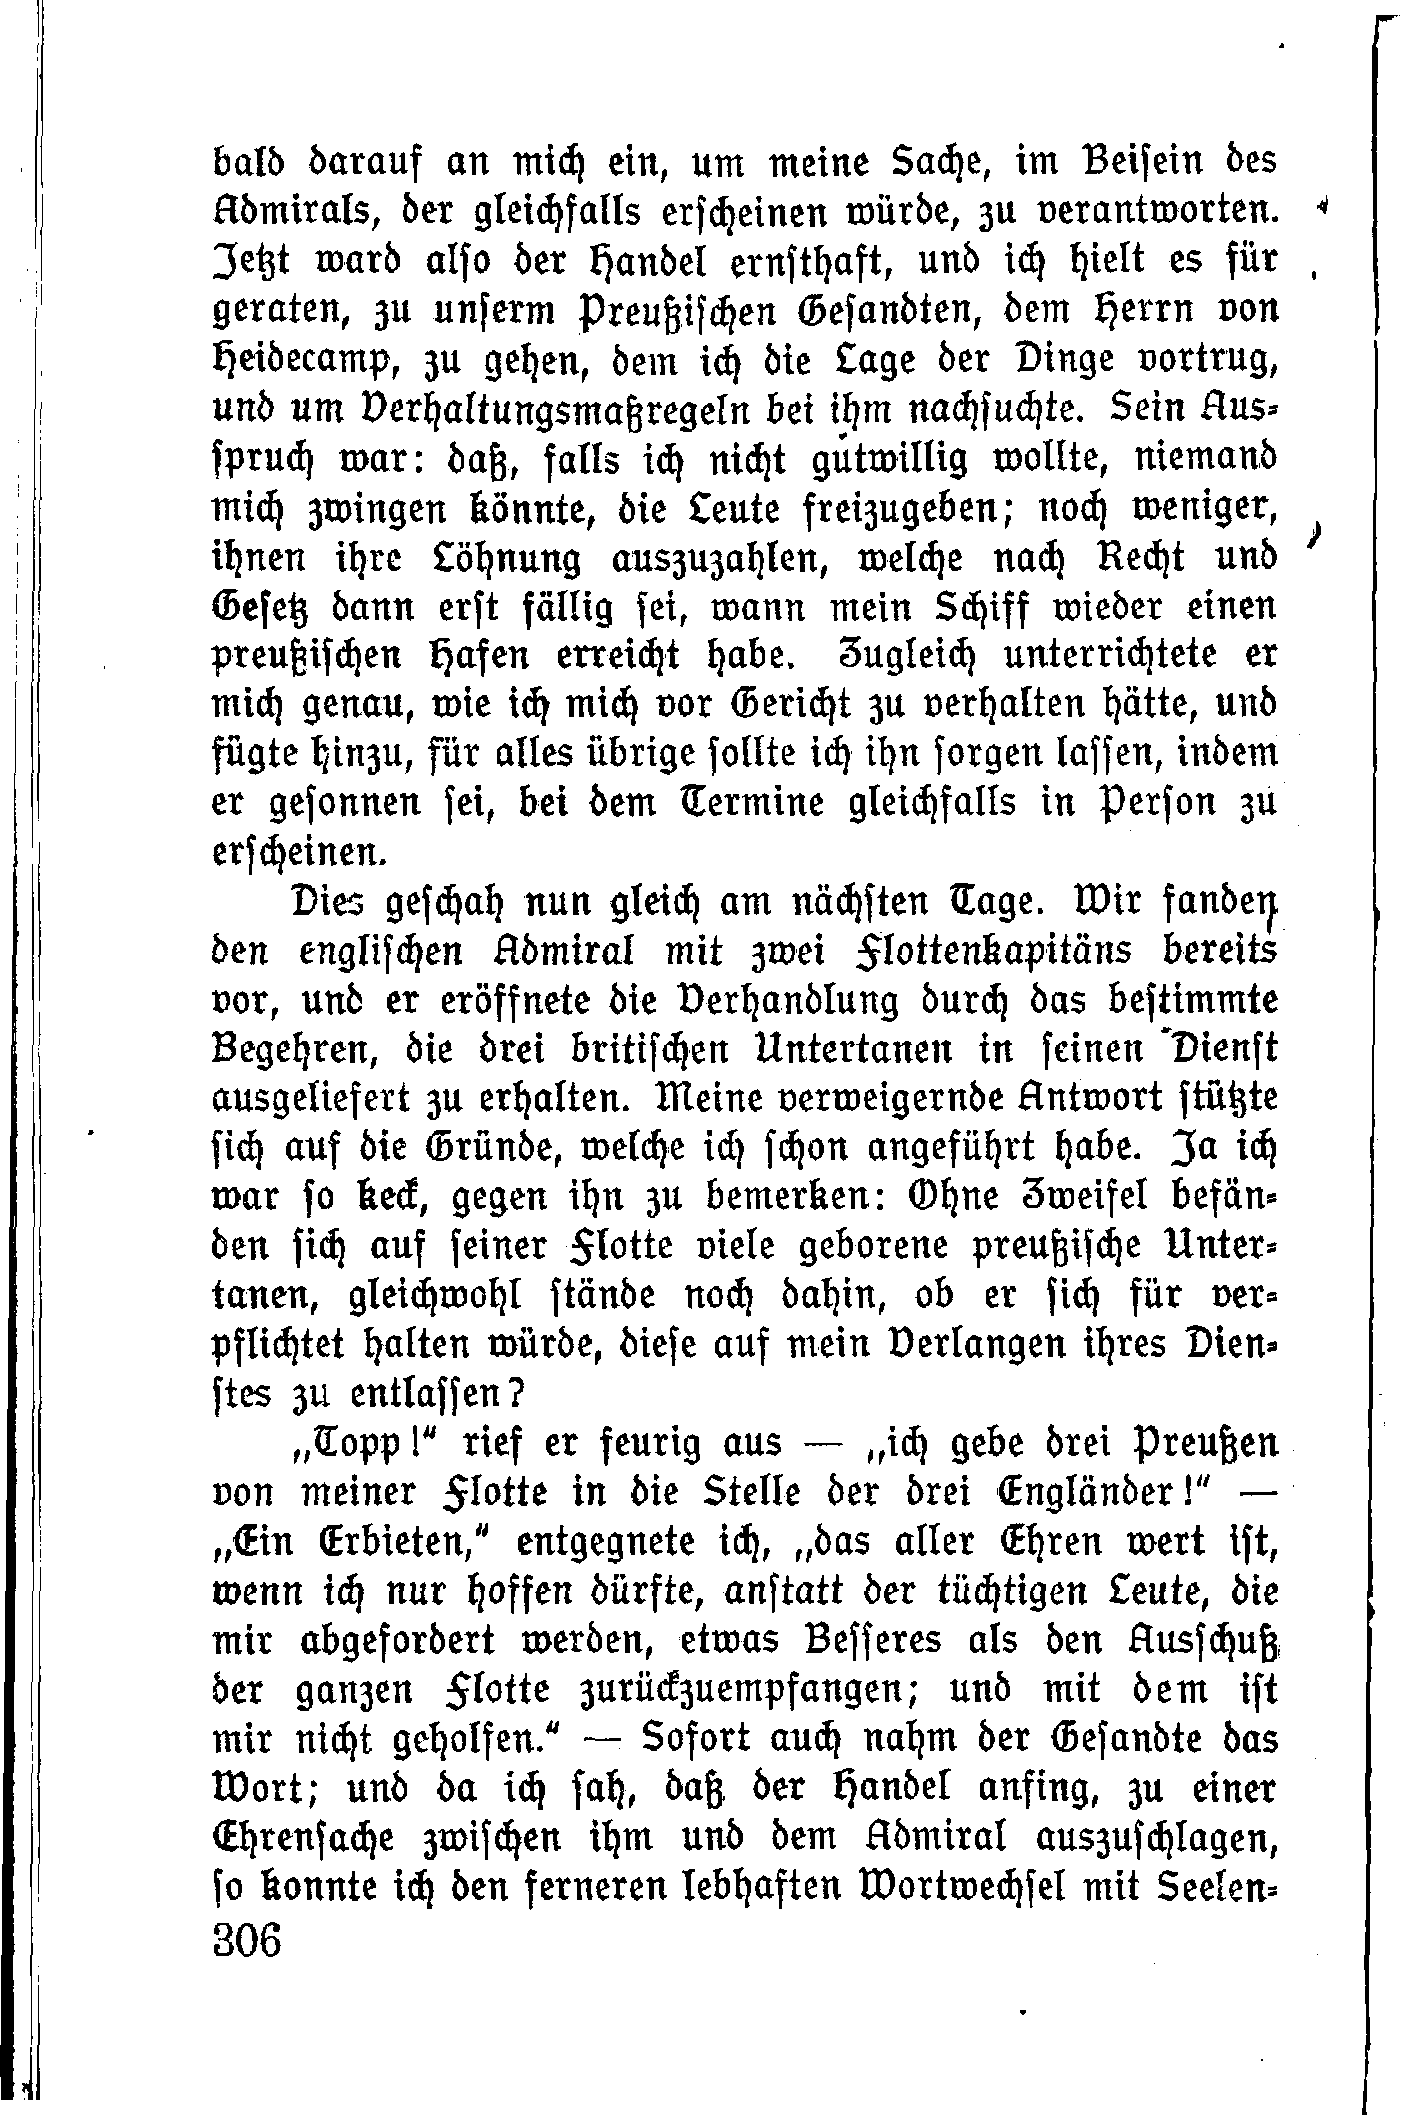 bald darauf an mich ein, um meine Sache, im Beisein des
Admirals, der gleichfalls erscheinen würde, zu verantworten.
Jetzt ward also der Handel ernsthaft, und ich hielt es für
geraten, zu unserm Preußischen Gesandten, dem Herrn von
Heidecamp, zu gehen, dem ich die Lage der Dinge vortrug,
und um Verhaltungsmaßregeln bei ihm nachsuchte. Sein Aus-
spruch war: daß, falls ich nicht gutwillig wollte, niemand
mich zwingen könnte, die Leute freizugeben; noch weniger,
ihnen ihre Löhnung auszuzahlen, welche nach Recht und
Gesetz dann erst fällig sei, wann mein Schiff wieder einen
preußischen Hafen erreicht habe. Zugleich unterrichtete er
mich genau, wie ich mich vor Gericht zu verhalten hätte, und
fügte hinzu, für alles übrige sollte ich ihn sorgen lassen, indem
er gesonnen sei, bei dem Termine gleichfalls in Person zu
erscheinen.
Dies geschah nun gleich am nächsten Tage. Wir fanden
den englischen Admiral mit zwei Flottenkapitäns bereits
vor, und er eröffnete die Verhandlung durch das bestimmte
Begehren, die drei britischen Untertanen in seinen Dienst
ausgeliefert zu erhalten. Meine verweigernde Antwort stützte
sich auf die Gründe, welche ich schon angeführt habe. Ja ich
war so keck, gegen ihn zu bemerken: Ohne Zweifel befän-
den sich auf seiner Flotte viele geborene preußische Unter-
tanen, gleichwohl stände noch dahin, ob er sich für ver-
pflichtet halten würde, diese auf mein Verlangen ihres Dien-
stes zu entlassen?
„Topp!“ rief er feurig aus — „ich gebe drei Preußen
von meiner Flotte in die Stelle der drei Engländer!“ —
„Ein Erbieten,“ entgegnete ich, „das aller Ehren wert ist,
wenn ich nur hoffen dürfte, anstatt der tüchtigen Leute, die
mir abgefordert werden, etwas Besseres als den Ausschuß
der ganzen Flotte zurückzuempfangen; und mit dem ist
mir nicht geholfen.“ — Sofort auch nahm der Gesandte das
Wort; und da ich sah, daß der Handel anfing, zu einer
Ehrensache zwischen ihm und dem Admiral auszuschlagen,
so konnte ich den ferneren lebhaften Wortwechsel mit Seelen-
306